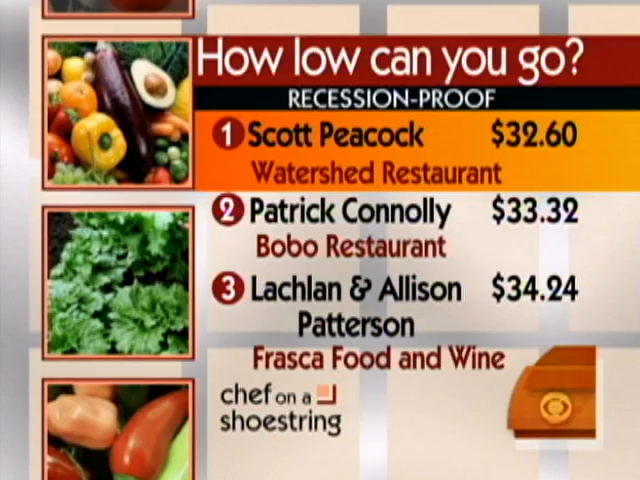 How low can you go?
RECESSION-PROOF
1 Scott Peacock $32.60
Watershed Restaurant
2 Patrick Connolly $33.32
Bobo Restaurant
3 Lachlan & Allison $34.24
Patterson
Frasca Food and Wine
chef on a
shoestring